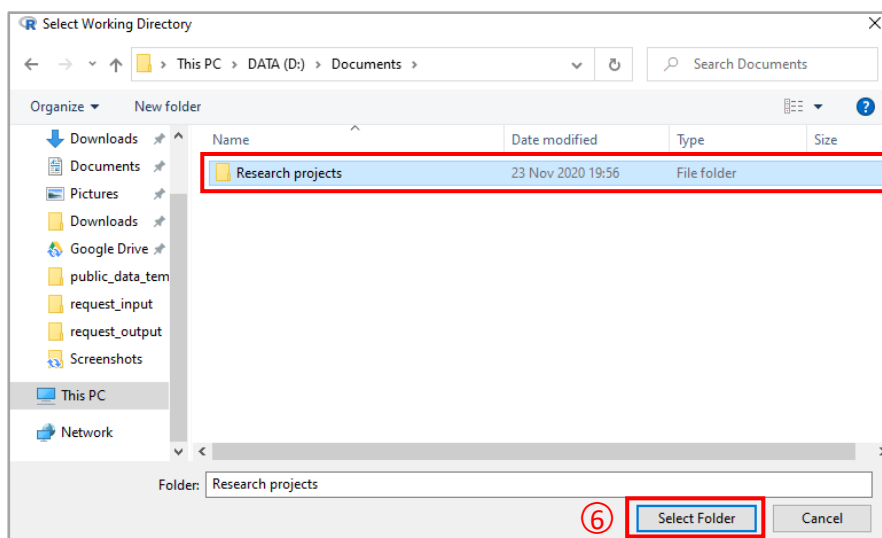 Select Working Directory
This PC > DATA (D:) > Documents >
Search Documents
Organize
New folder
Name
Date modified
Type
Size
Research projects
23 Nov 2020 19:56
File folder
Downloads
Documents
Pictures
Downloads
Google Drive
public_data_tem
request_input
request_output
Screenshots
This PC
Network
Folder: Research projects
⑥
Select Folder
Cancel